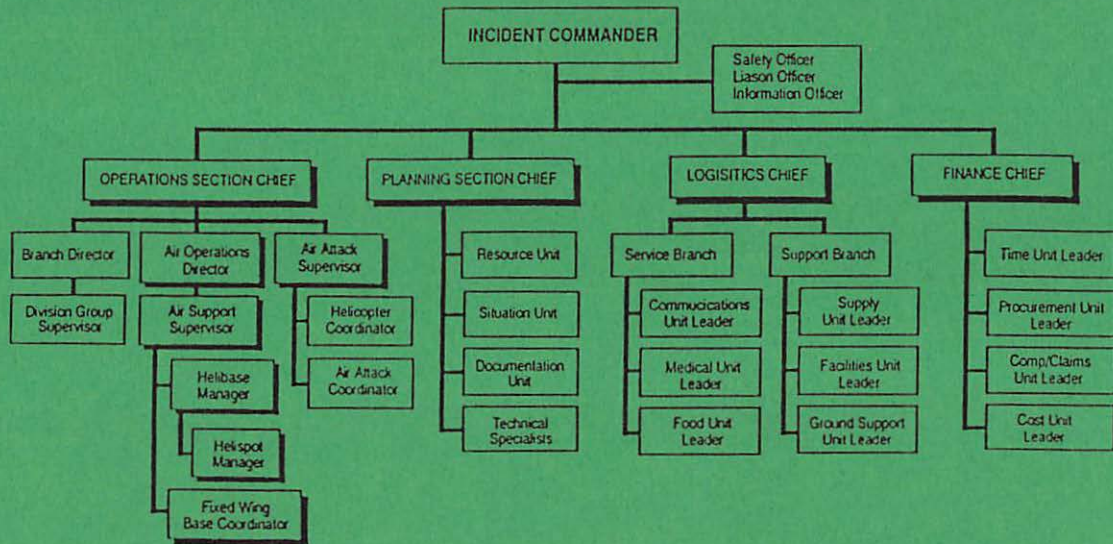 INCIDENT COMMANDER
Safety Officer
Liason Officer
Information Officer
OPERATIONS SECTION CHIEF
PLANNING SECTION CHIEF
LOGISITICS CHIEF
FINANCE CHIEF
Branch Director
Air Operations
Director
Air Attack
Supervisor
Division Group
Supervisor
Air Support
Supervisor
Helicopter
Coordinator
Helibase
Manager
Air Attack
Coordinator
Helispot
Manager
Fixed Wing
Base Coordinator
Resource Unit
Situation Unit
Documentation
Unit
Technical
Specialists
Service Branch
Support Branch
Commucications
Unit Leader
Medical Unit
Leader
Food Unit
Leader
Supply
Unit Leader
Facilities Unit
Leader
Ground Support
Unit Leader
Time Unit Leader
Procurement Unit
Leader
Comp/Claims
Unit Leader
Cost Unit
Leader